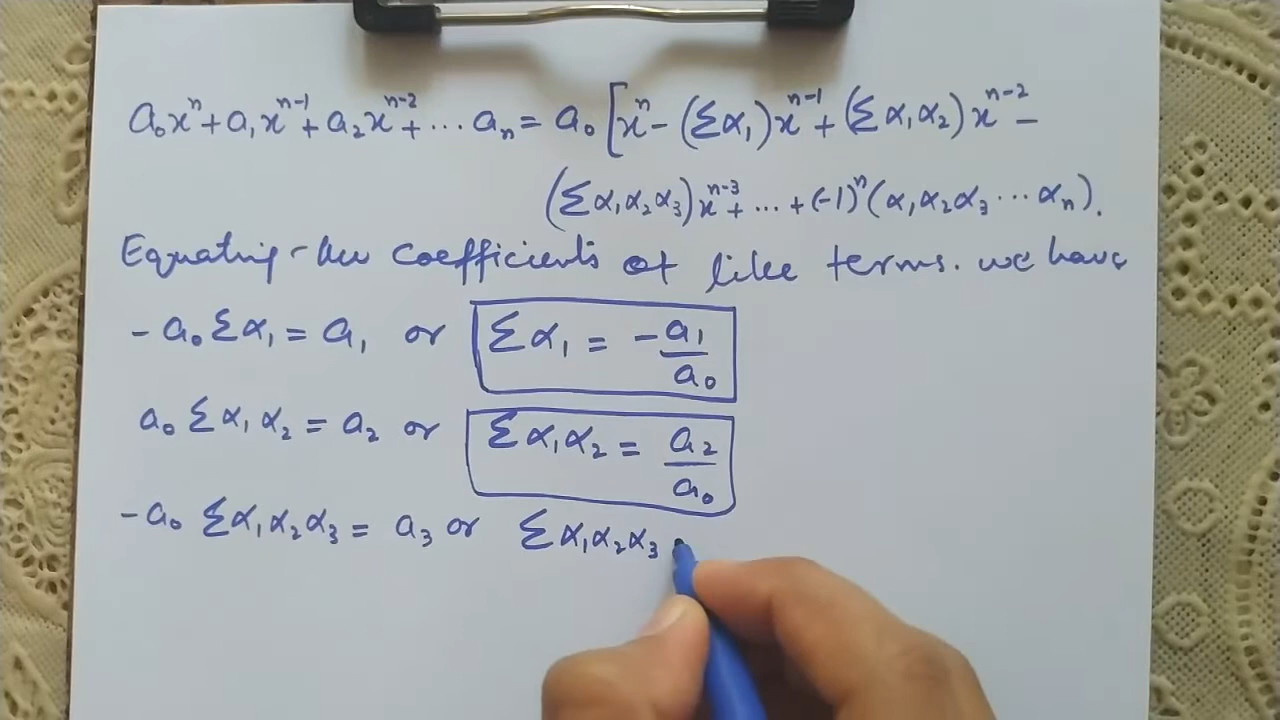 a₀xⁿ + a₁xⁿ⁻¹ + a₂xⁿ⁻² + ... aₙ = a₀ [xⁿ - (Σα₁)xⁿ⁻¹ + (Σα₁α₂)xⁿ⁻² -
(Σα₁α₂α₃)xⁿ⁻³ + ... + (-1)ⁿ(α₁α₂α₃...αₙ).
Equating the coefficients of like terms. we have
-a₀Σα₁ = a₁ or Σα₁ = -a₁/a₀
a₀Σα₁α₂ = a₂ or Σα₁α₂ = a₂/a₀
-a₀Σα₁α₂α₃ = a₃ or Σα₁α₂α₃